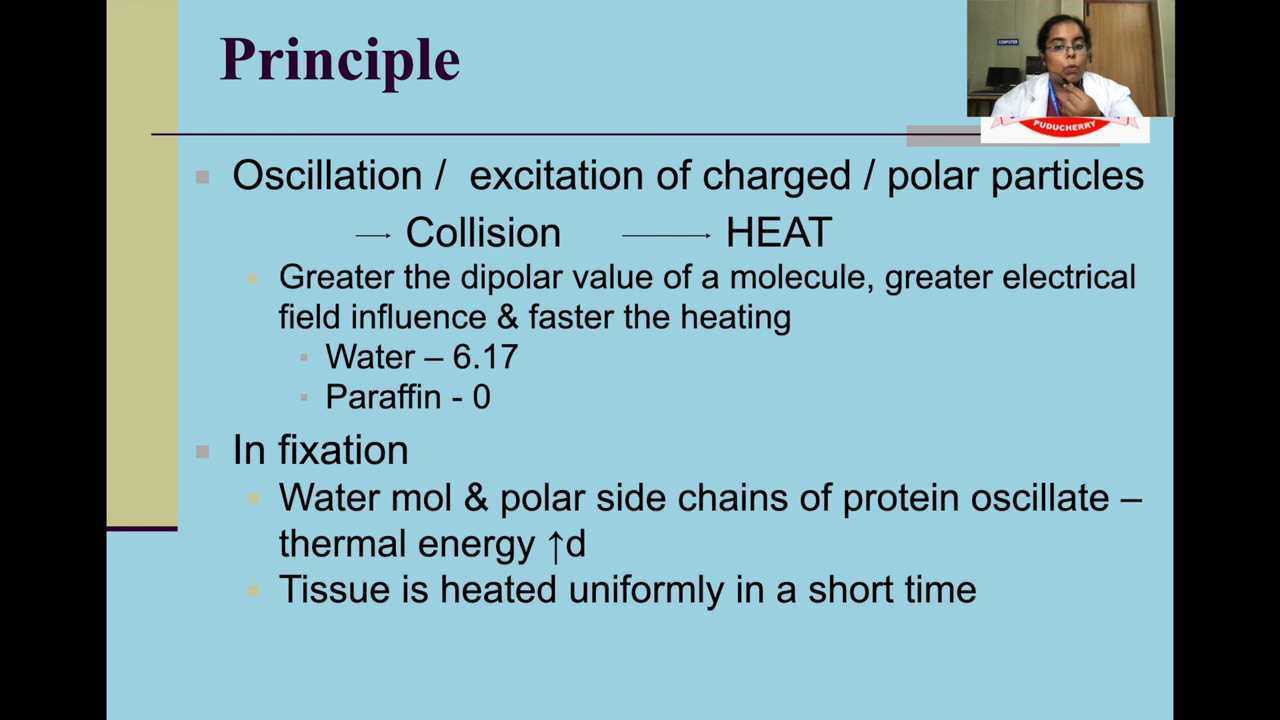 Principle
COMPUTER
PUDUCHERRY
Oscillation / excitation of charged / polar particles
Collision HEAT
Greater the dipolar value of a molecule, greater electrical
field influence & faster the heating
Water – 6.17
Paraffin - 0
In fixation
Water mol & polar side chains of protein oscillate –
thermal energy ↑d
Tissue is heated uniformly in a short time